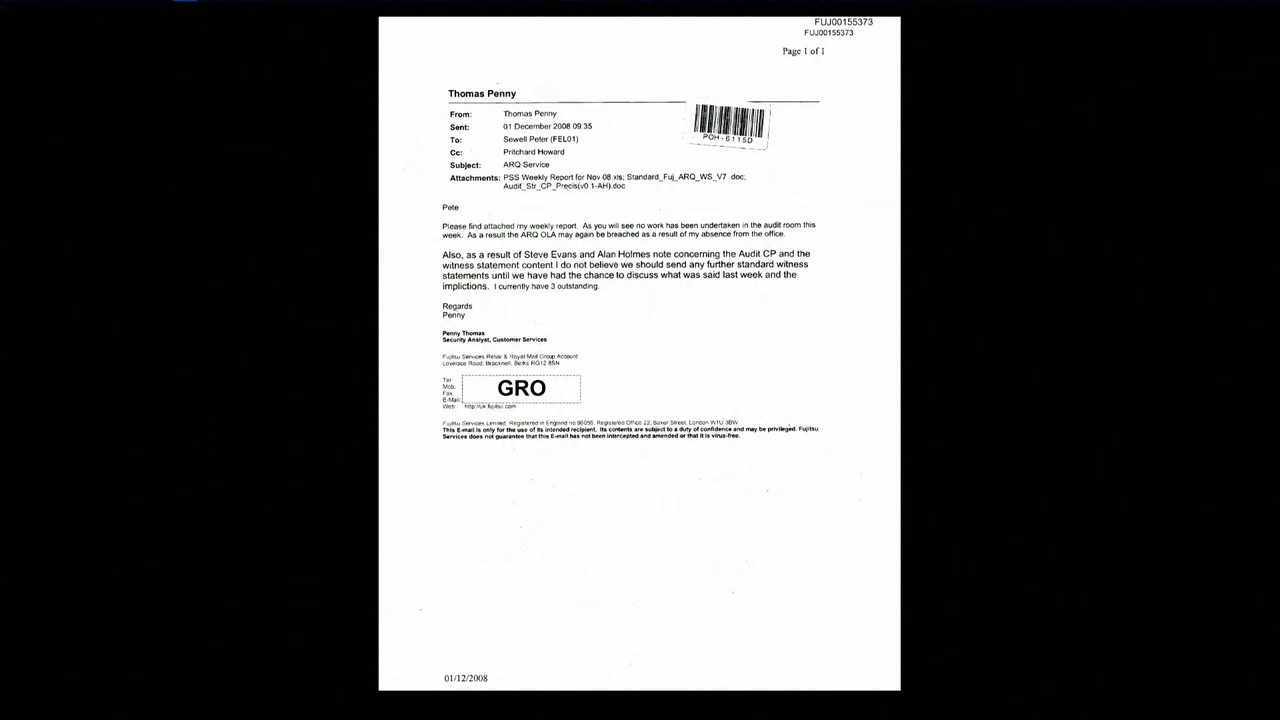 FUJ00155373
FUJ00155373
Page 1 of 1
Thomas Penny
From: Thomas Penny
Sent: 01 December 2008 09:35
To: Sewell Peter (FEL01)
Cc: Pritchard Howard
Subject: ARQ Service
Attachments: PSS Weekly Report for Nov 08.xls; Standard_Fuj_ARQ_WS_V7 .doc;
Audif_Str_CP_Precis(v0 1-AH).doc
POH-6115D
Pete
Please find attached my weekly report. As you will see no work has been undertaken in the audit room this
week. As a result the ARQ OLA may again be breached as a result of my absence from the office.
Also, as a result of Steve Evans and Alan Holmes note concerning the Audit CP and the
witness statement content I do not believe we should send any further standard witness
statements until we have had the chance to discuss what was said last week and the
implictions. I currently have 3 outstanding.
Regards
Penny
Penny Thomas
Security Analyst, Customer Services
Fujitsu Services Retail & Royal Mail Group Account
Lovelace Road, Bracknell, Berks RG12 8SN
Tel
Mob:
Fax:
E-Mail:
GRO
Web: http://uk.fujitsu.com
Fujitsu Services Limited, Registered in England no 96056, Registered Office 22, Baker Street, London W1U 3BW
This E-mail is only for the use of its intended recipient. Its contents are subject to a duty of confidence and may be privileged. Fujitsu
Services does not guarantee that this E-mail has not been intercepted and amended or that it is virus-free.
01/12/2008